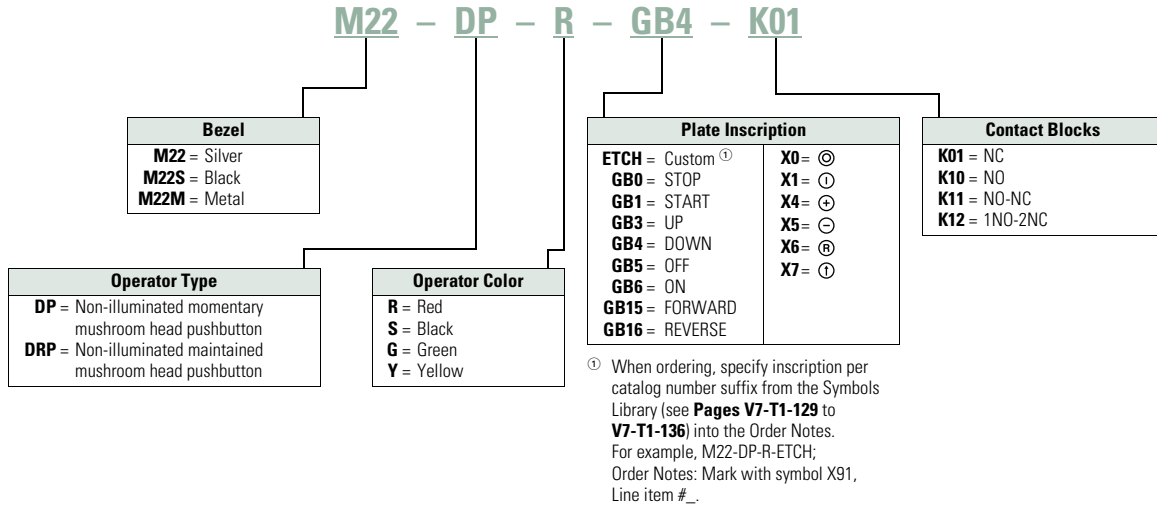 M22 – DP – R – GB4 – K01
Bezel
M22 = Silver
M22S = Black
M22M = Metal
Operator Type
DP = Non-illuminated momentary
mushroom head pushbutton
DRP = Non-illuminated maintained
mushroom head pushbutton
Operator Color
R = Red
S = Black
G = Green
Y = Yellow
Plate Inscription
ETCH = Custom ①
GB0 = STOP
GB1 = START
GB3 = UP
GB4 = DOWN
GB5 = OFF
GB6 = ON
GB15 = FORWARD
GB16 = REVERSE
X0 = ⌾
X1 = ⏼
X4 = ⊕
X5 = ⊖
X6 = Ⓡ
X7 = ↑
① When ordering, specify inscription per
catalog number suffix from the Symbols
Library (see Pages V7-T1-129 to
V7-T1-136) into the Order Notes.
For example, M22-DP-R-ETCH;
Order Notes: Mark with symbol X91,
Line item #_.
Contact Blocks
K01 = NC
K10 = NO
K11 = NO-NC
K12 = 1NO-2NC